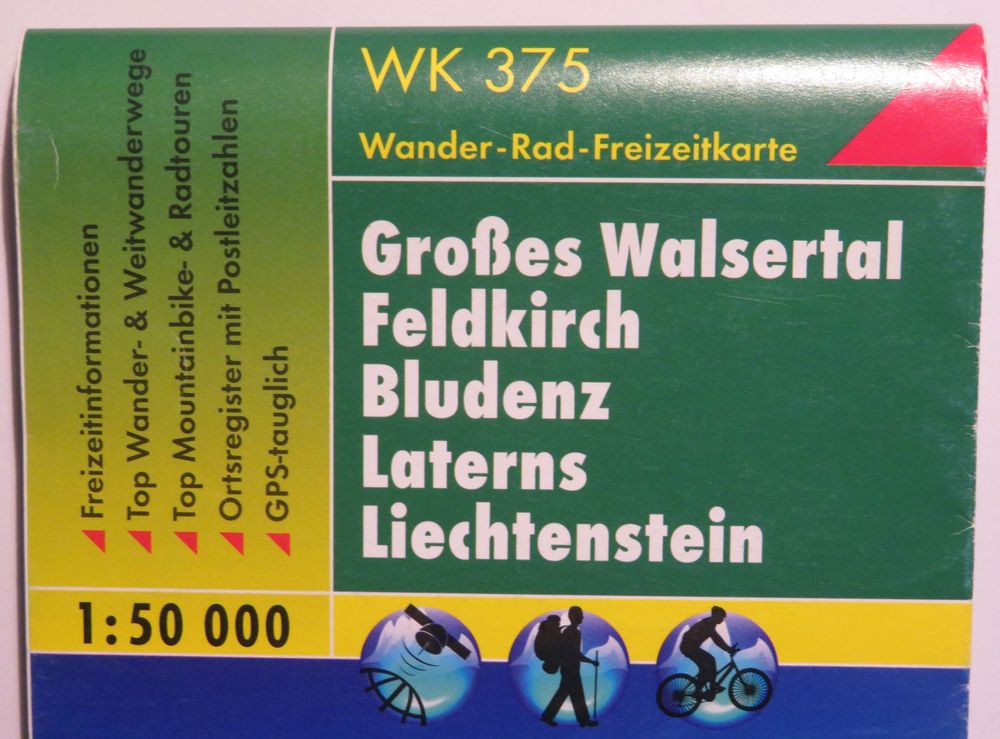 WK 375
Wander-Rad-Freizeitkarte
Großes Walsertal
Feldkirch
Bludenz
Laterns
Liechtenstein
Freizeitinformationen
Top Wander- & Weitwanderwege
Top Mountainbike- & Radtouren
Ortsregister mit Postleitzahlen
GPS-tauglich
1:50 000